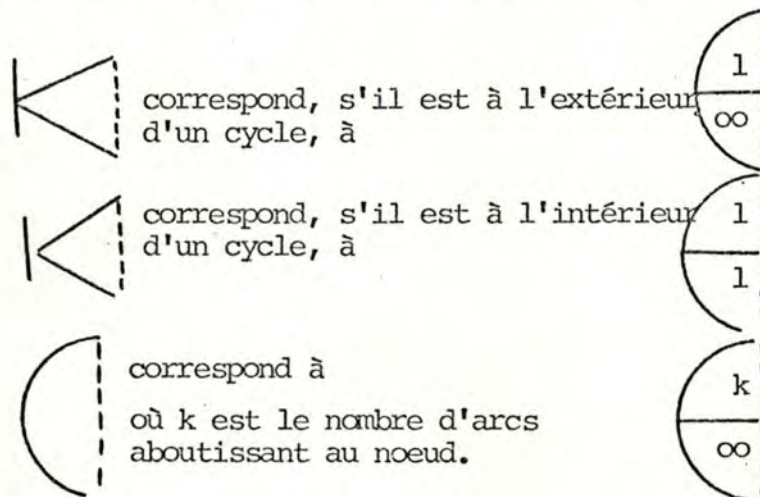 correspond, s'il est à l'extérieur
d'un cycle, à
1
∞
correspond, s'il est à l'intérieur
d'un cycle, à
1
1
correspond à
où k est le nombre d'arcs
aboutissant au noeud.
k
∞